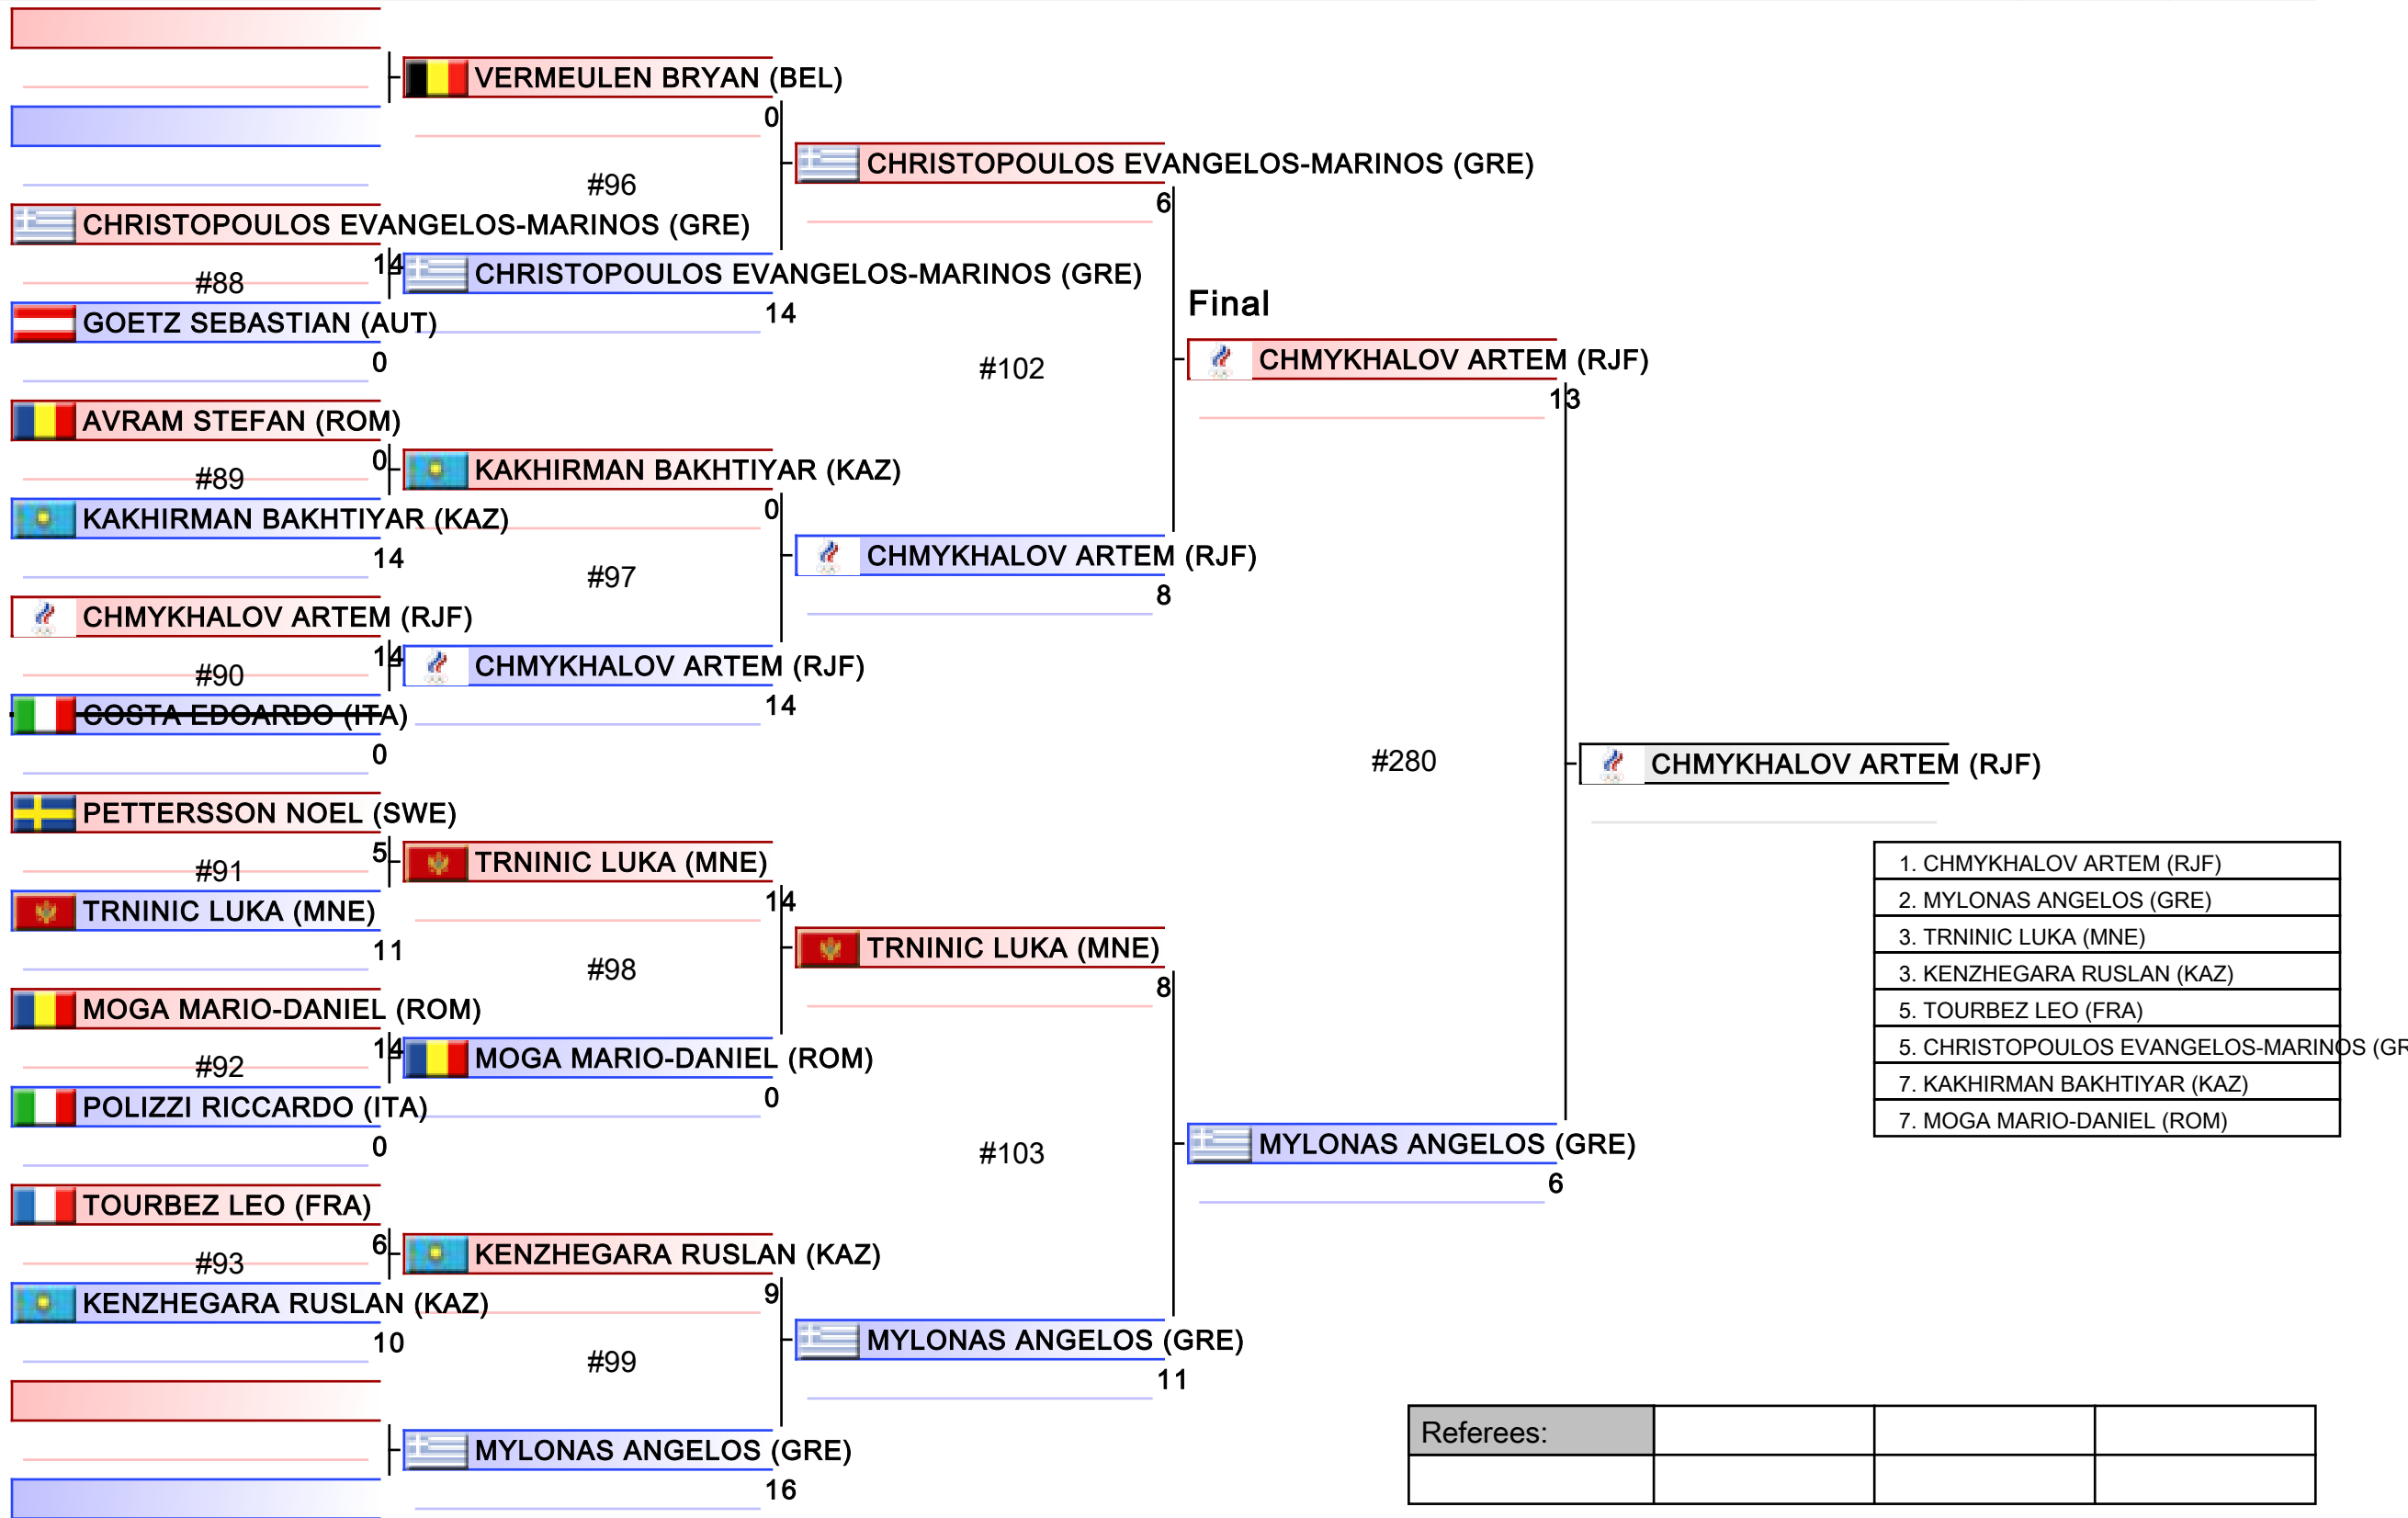 VERMEULEN BRYAN (BEL)
0
CHRISTOPOULOS EVANGELOS-MARINOS (GRE)
6
#96
CHRISTOPOULOS EVANGELOS-MARINOS (GRE)
14
#88
CHRISTOPOULOS EVANGELOS-MARINOS (GRE)
14
GOETZ SEBASTIAN (AUT)
0
Final
#102
CHMYKHALOV ARTEM (RJF)
13
AVRAM STEFAN (ROM)
0
#89
KAKHIRMAN BAKHTIYAR (KAZ)
0
KAKHIRMAN BAKHTIYAR (KAZ)
14
#97
CHMYKHALOV ARTEM (RJF)
8
CHMYKHALOV ARTEM (RJF)
14
#90
CHMYKHALOV ARTEM (RJF)
14
COSTA EDOARDO (ITA)
0
#280
CHMYKHALOV ARTEM (RJF)
PETTERSSON NOEL (SWE)
5
#91
TRNINIC LUKA (MNE)
14
TRNINIC LUKA (MNE)
11
#98
TRNINIC LUKA (MNE)
8
MOGA MARIO-DANIEL (ROM)
14
#92
MOGA MARIO-DANIEL (ROM)
0
POLIZZI RICCARDO (ITA)
0
#103
MYLONAS ANGELOS (GRE)
6
TOURBEZ LEO (FRA)
6
#93
KENZHEGARA RUSLAN (KAZ)
9
KENZHEGARA RUSLAN (KAZ)
10
#99
MYLONAS ANGELOS (GRE)
11
MYLONAS ANGELOS (GRE)
16
1. CHMYKHALOV ARTEM (RJF)
2. MYLONAS ANGELOS (GRE)
3. TRNINIC LUKA (MNE)
3. KENZHEGARA RUSLAN (KAZ)
5. TOURBEZ LEO (FRA)
5. CHRISTOPOULOS EVANGELOS-MARINOS (GR
7. KAKHIRMAN BAKHTIYAR (KAZ)
7. MOGA MARIO-DANIEL (ROM)
Referees: